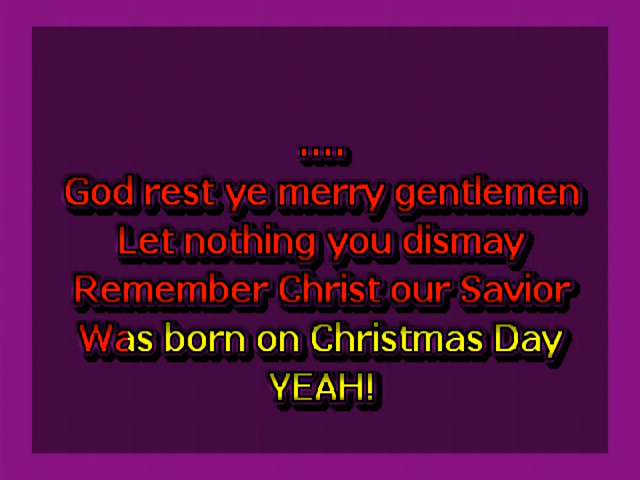 ....
God rest ye merry gentlemen
Let nothing you dismay
Remember Christ our Savior
Was born on Christmas Day
YEAH!